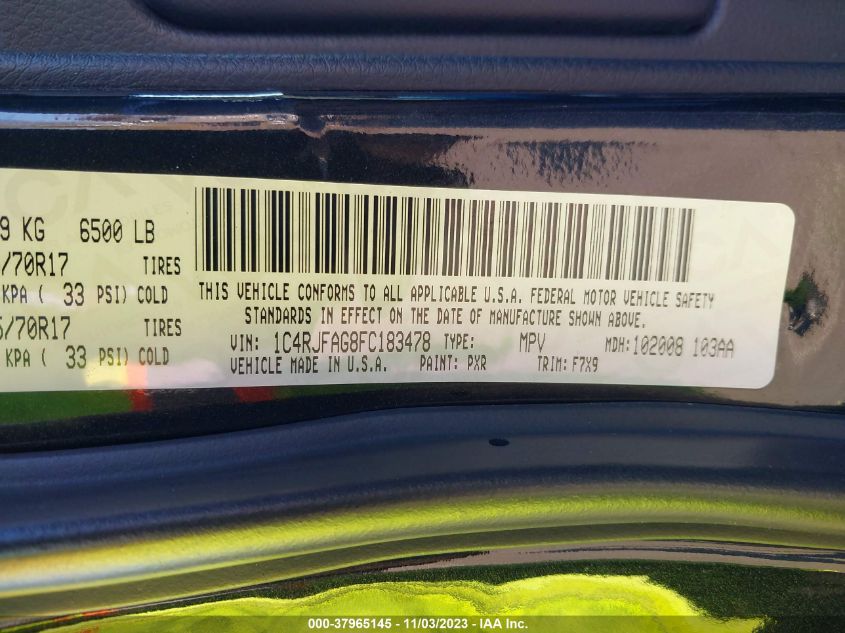 9 KG 6500 LB
/70R17 TIRES
KPA ( 33 PSI) COLD
/70R17 TIRES
KPA ( 33 PSI) COLD
THIS VEHICLE CONFORMS TO ALL APPLICABLE U.S.A. FEDERAL MOTOR VEHICLE SAFETY
STANDARDS IN EFFECT ON THE DATE OF MANUFACTURE SHOWN ABOVE.
VIN: 1C4RJFAG8FC183478 TYPE: MPV MDH: 102008 103AA
VEHICLE MADE IN U.S.A. PAINT: PXR TRIM: F7X9
000-37965145 - 11/03/2023 - IAA Inc.